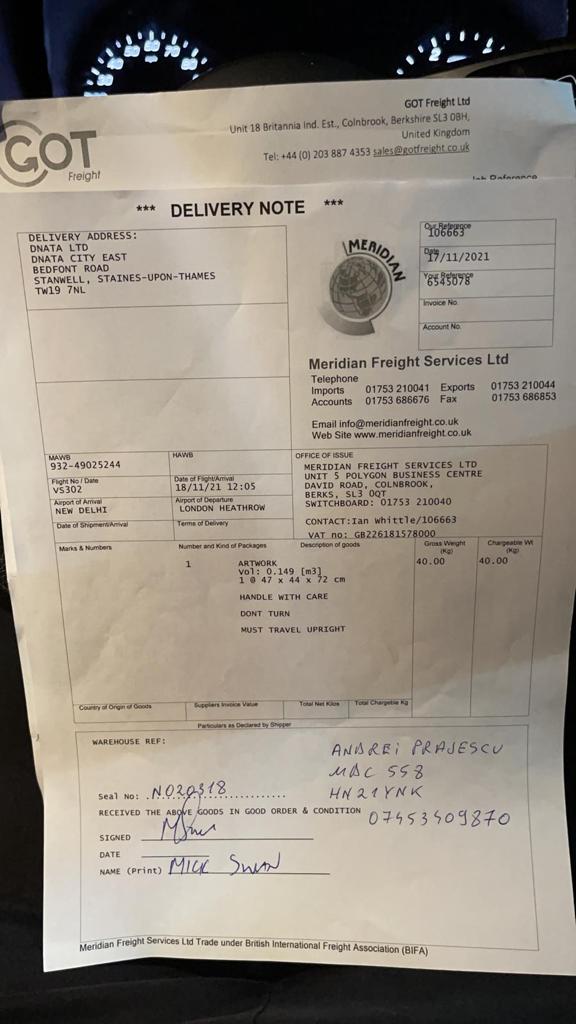 GOT Freight Ltd
Unit 18 Britannia Ind. Est., Colnbrook, Berkshire SL3 0BH,
United Kingdom
Tel: +44 (0) 203 887 4353 sales@gotfreight.co.uk
GOT
Freight
*** DELIVERY NOTE ***
DELIVERY ADDRESS:
DNATA LTD
DNATA CITY EAST
BEDFONT ROAD
STANWELL, STAINES-UPON-THAMES
TW19 7NL
MERIDIAN
Our Reference
106663
Date
17/11/2021
Your Reference
6545078
Invoice No.
Account No.
Meridian Freight Services Ltd
Telephone
Imports 01753 210041 Exports 01753 210044
Accounts 01753 686676 Fax 01753 686853
Email info@meridianfreight.co.uk
Web Site www.meridianfreight.co.uk
MAWB
932-49025244
HAWB
Flight No / Date
VS302
Date of Flight/Arrival
18/11/21 12:05
Airport of Arrival
NEW DELHI
Airport of Departure
LONDON HEATHROW
Date of Shipment/Arrival
Terms of Delivery
OFFICE OF ISSUE
MERIDIAN FREIGHT SERVICES LTD
UNIT 5 POLYGON BUSINESS CENTRE
DAVID ROAD, COLNBROOK,
BERKS, SL3 0QT
SWITCHBOARD: 01753 210040
CONTACT:Ian Whittle/106663
VAT no: GB226181578000
Marks & Numbers Number and Kind of Packages Description of goods Gross Weight (Kg) Chargeable Wt (Kg)
1 ARTWORK 40.00 40.00
Vol: 0.149 [m3]
1 @ 47 x 44 x 72 cm
HANDLE WITH CARE
DONT TURN
MUST TRAVEL UPRIGHT
Country of Origin of Goods Suppliers Invoice Value Total Net Kilos Total Chargeable Kg
Particulars as Declared by Shipper
WAREHOUSE REF:
ANDREI PRAJESCU
MBC 558
HN21YNK
07453409870
Seal No: N020318
RECEIVED THE ABOVE GOODS IN GOOD ORDER & CONDITION
SIGNED
DATE
NAME (Print) MICK SWAN
Meridian Freight Services Ltd Trade under British International Freight Association (BIFA)